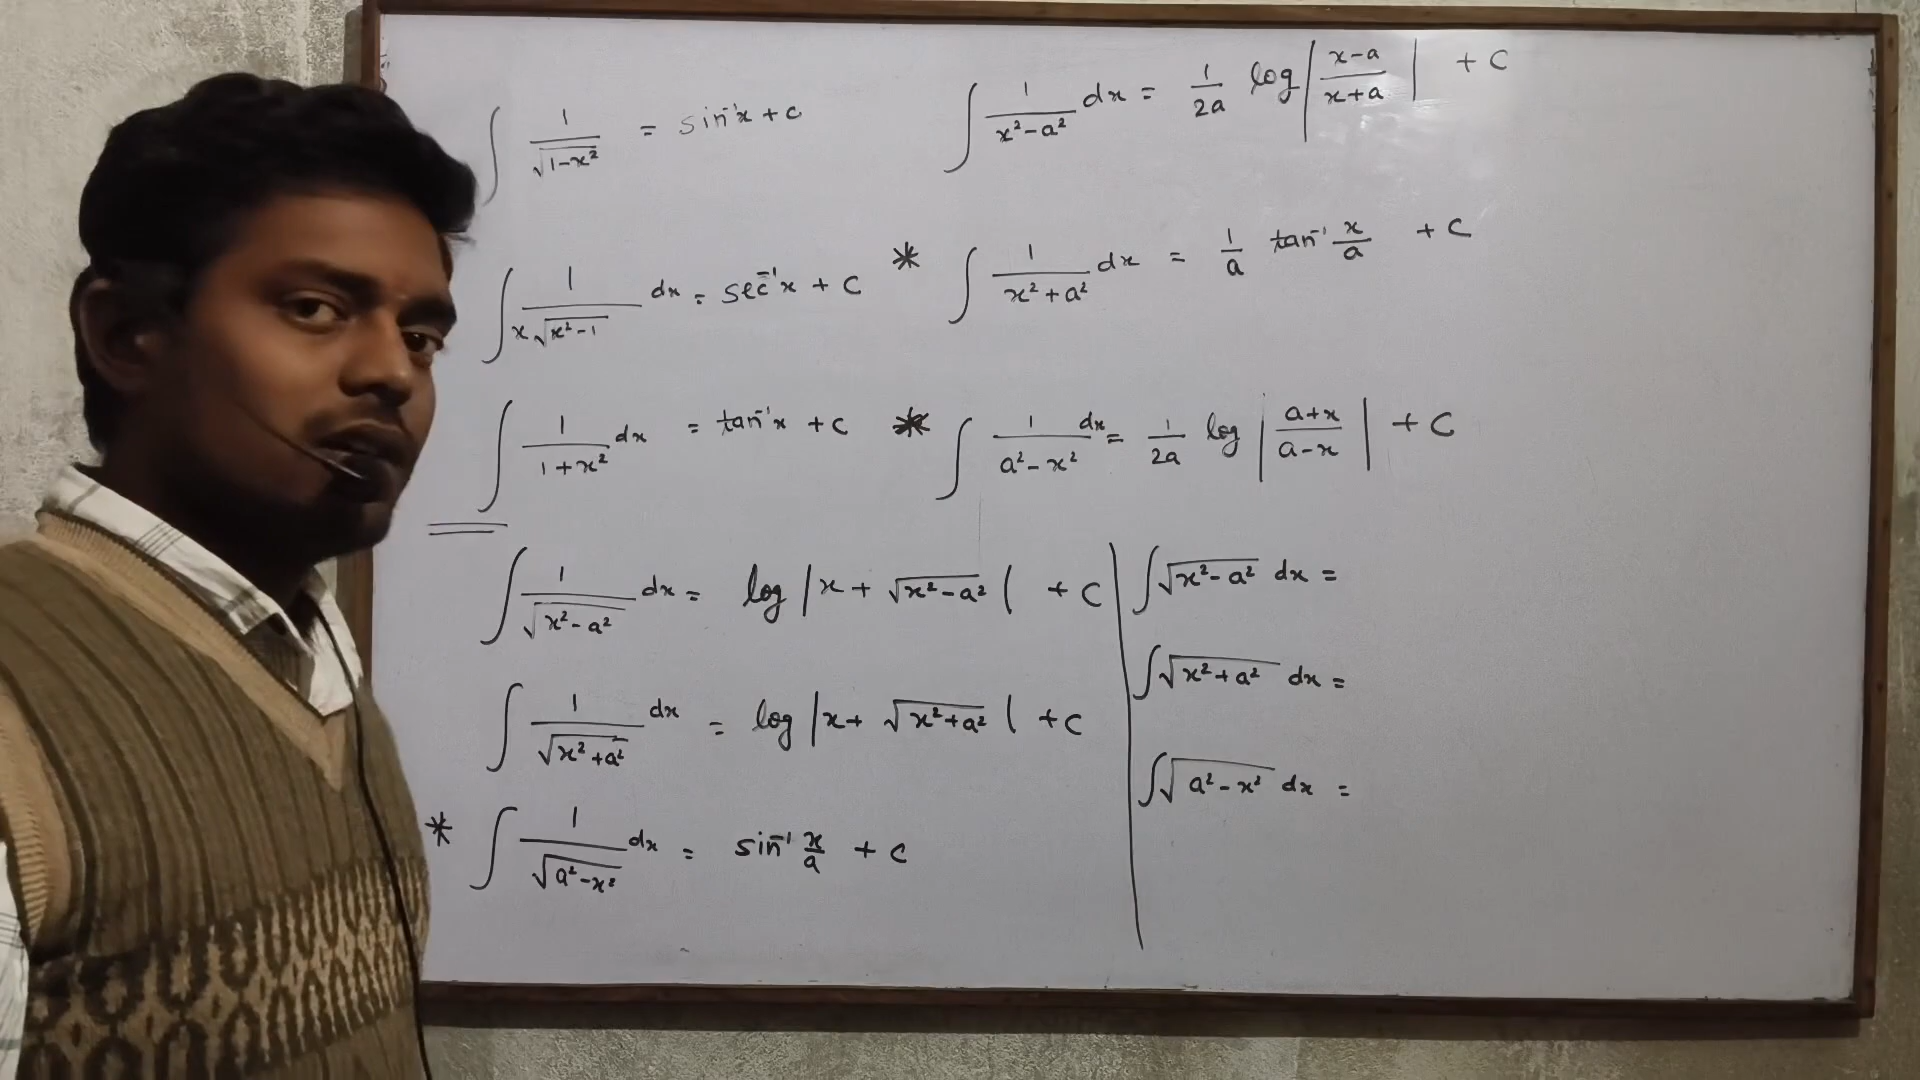 ∫ 1/√(1-x²) = sin⁻¹x + c
∫ 1/(x√(x²-1)) dx = sec⁻¹x + C
∫ 1/(1+x²) dx = tan⁻¹x + C
∫ 1/(x²-a²) dx = 1/2a log |(x-a)/(x+a)| + C
* ∫ 1/(x²+a²) dx = 1/a tan⁻¹ x/a + C
* ∫ 1/(a²-x²) dx = 1/2a log |(a+x)/(a-x)| + C
∫ 1/√(x²-a²) dx = log |x + √(x²-a²)| + C
∫ 1/√(x²+a²) dx = log |x + √(x²+a²)| + C
* ∫ 1/√(a²-x²) dx = sin⁻¹ x/a + C
∫√(x²-a²) dx =
∫√(x²+a²) dx =
∫√(a²-x²) dx =